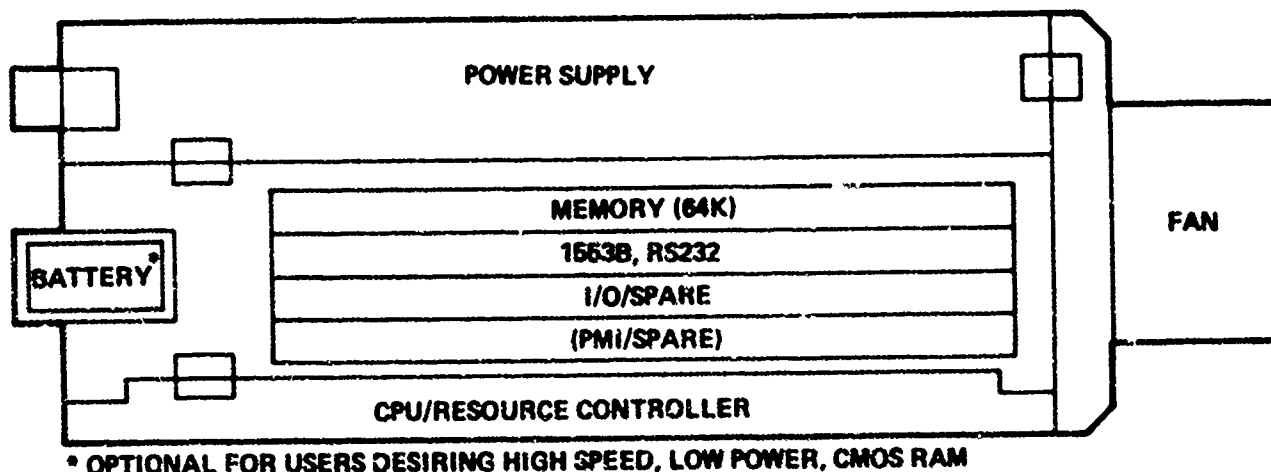 POWER SUPPLY
MEMORY (64K)
1553B, RS232
FAN
BATTERY*
I/O/SPARE
(PMI/SPARE)
CPU/RESOURCE CONTROLLER
* OPTIONAL FOR USERS DESIRING HIGH SPEED, LOW POWER, CMOS RAM